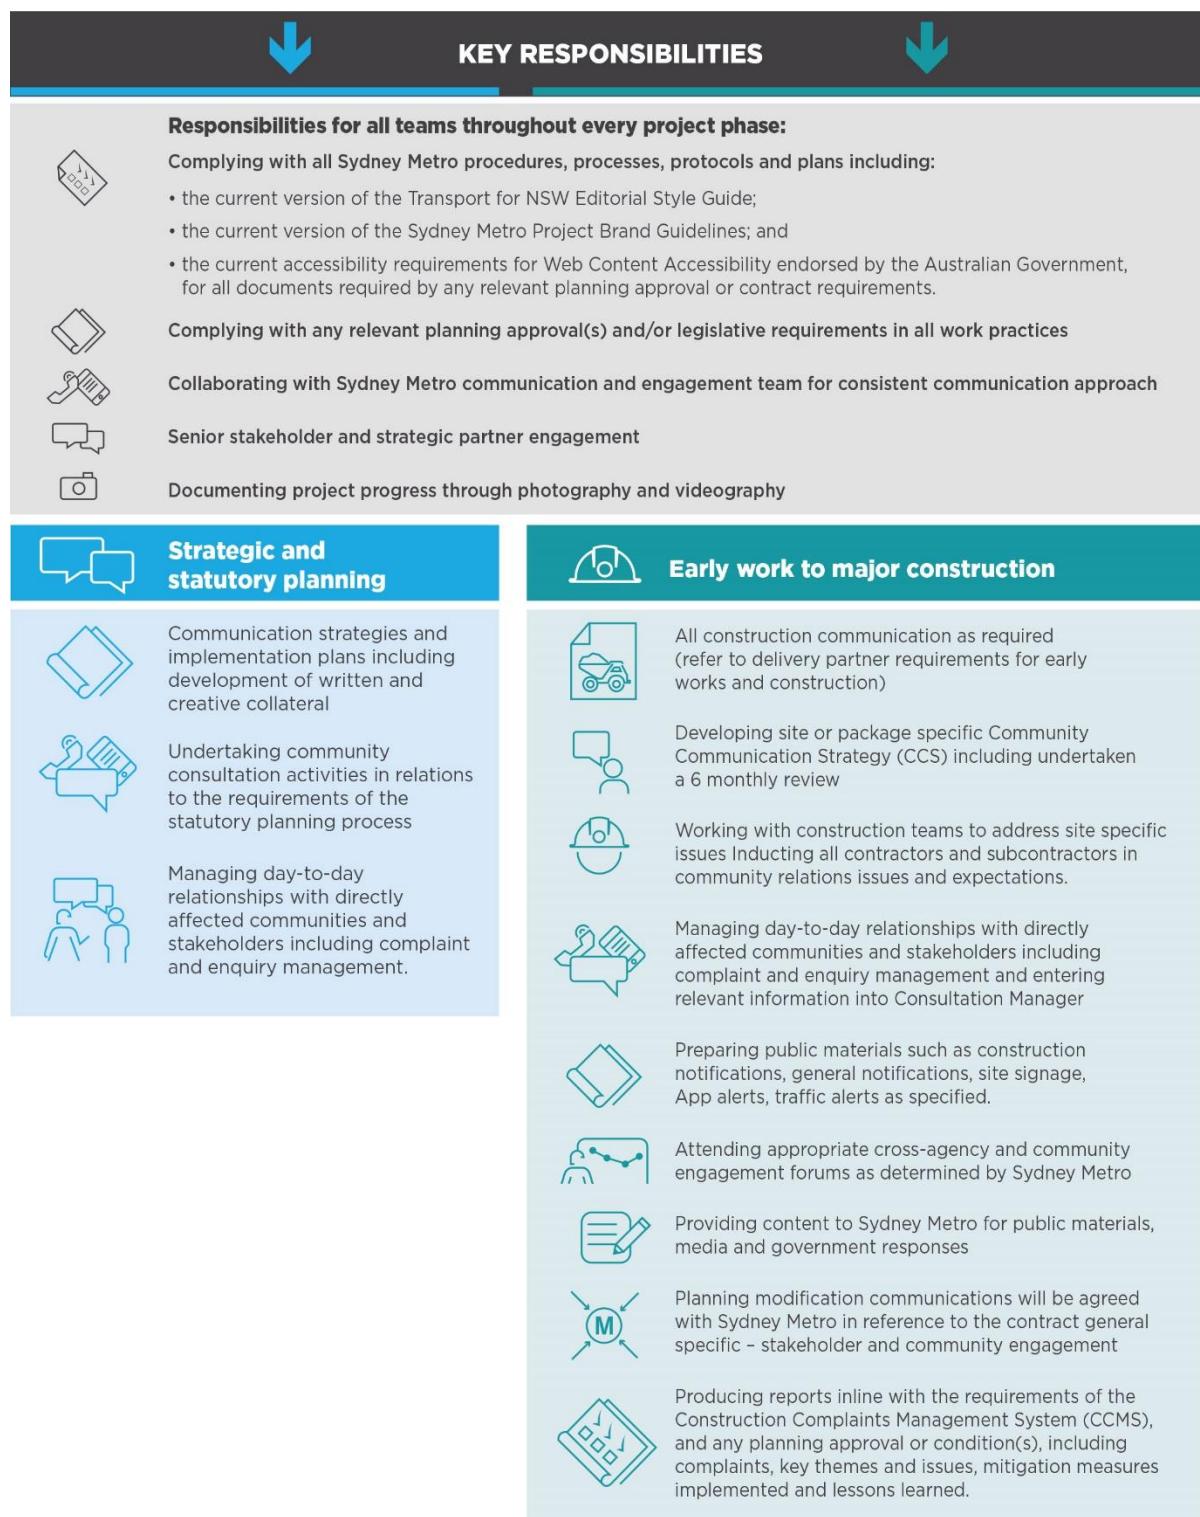 KEY RESPONSIBILITIES
Responsibilities for all teams throughout every project phase:
Complying with all Sydney Metro procedures, processes, protocols and plans including:
• the current version of the Transport for NSW Editorial Style Guide;
• the current version of the Sydney Metro Project Brand Guidelines; and
• the current accessibility requirements for Web Content Accessibility endorsed by the Australian Government,
for all documents required by any relevant planning approval or contract requirements.
Complying with any relevant planning approval(s) and/or legislative requirements in all work practices
Collaborating with Sydney Metro communication and engagement team for consistent communication approach
Senior stakeholder and strategic partner engagement
Documenting project progress through photography and videography
Strategic and
statutory planning
Communication strategies and
implementation plans including
development of written and
creative collateral
Undertaking community
consultation activities in relations
to the requirements of the
statutory planning process
Managing day-to-day
relationships with directly
affected communities and
stakeholders including complaint
and enquiry management.
Early work to major construction
All construction communication as required
(refer to delivery partner requirements for early
works and construction)
Developing site or package specific Community
Communication Strategy (CCS) including undertaken
a 6 monthly review
Working with construction teams to address site specific
issues Inducting all contractors and subcontractors in
community relations issues and expectations.
Managing day-to-day relationships with directly
affected communities and stakeholders including
complaint and enquiry management and entering
relevant information into Consultation Manager
Preparing public materials such as construction
notifications, general notifications, site signage,
App alerts, traffic alerts as specified.
Attending appropriate cross-agency and community
engagement forums as determined by Sydney Metro
Providing content to Sydney Metro for public materials,
media and government responses
M
Planning modification communications will be agreed
with Sydney Metro in reference to the contract general
specific – stakeholder and community engagement
Producing reports inline with the requirements of the
Construction Complaints Management System (CCMS),
and any planning approval or condition(s), including
complaints, key themes and issues, mitigation measures
implemented and lessons learned.